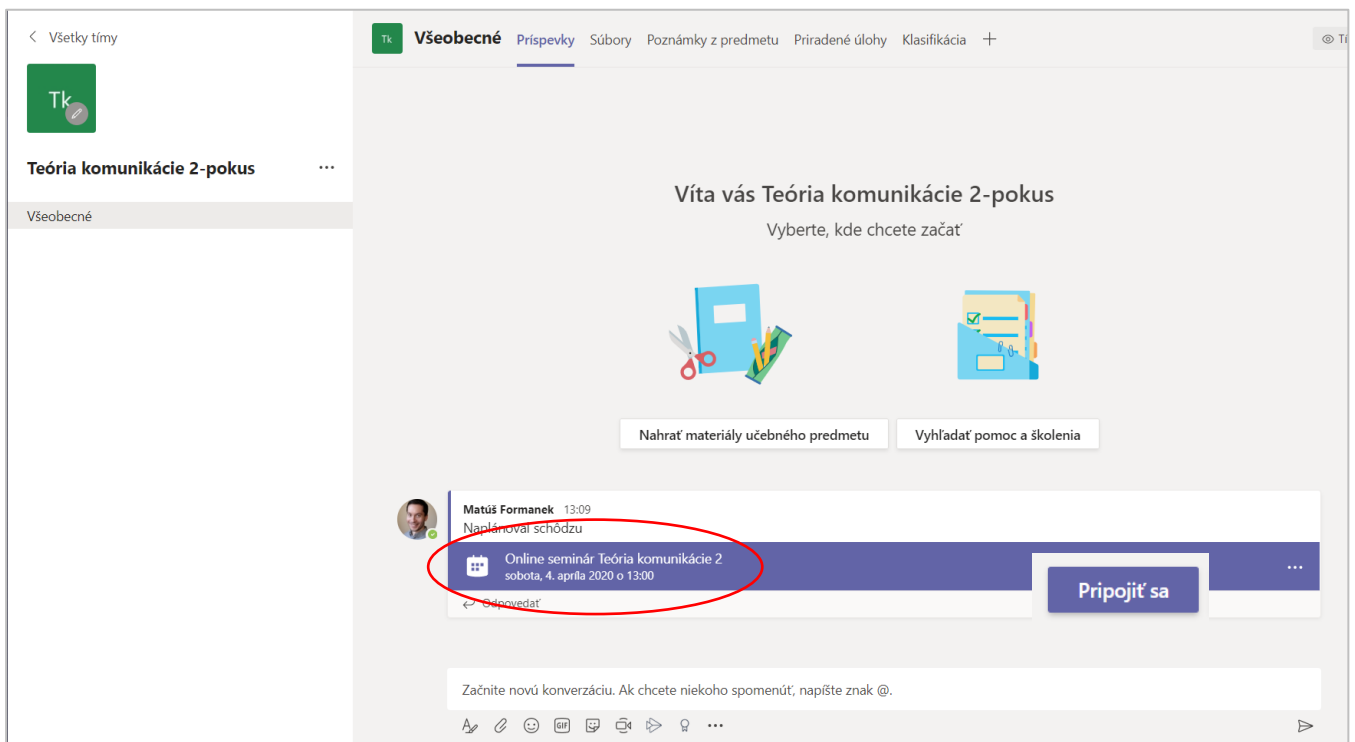 Všetky tímy
Tk
Teória komunikácie 2-pokus
Všeobecné
Tk Všeobecné Príspevky Súbory Poznámky z predmetu Priradené úlohy Klasifikácia
Víta vás Teória komunikácie 2-pokus
Vyberte, kde chcete začať
Nahrať materiály učebného predmetu Vyhľadať pomoc a školenia
Matúš Formanek 13:09
Naplánoval schôdzu
Online seminár Teória komunikácie 2
sobota, 4. apríla 2020 o 13:00
Pripojiť sa
Odpovedať
Začnite novú konverzáciu. Ak chcete niekoho spomenúť, napíšte znak @.
GIF